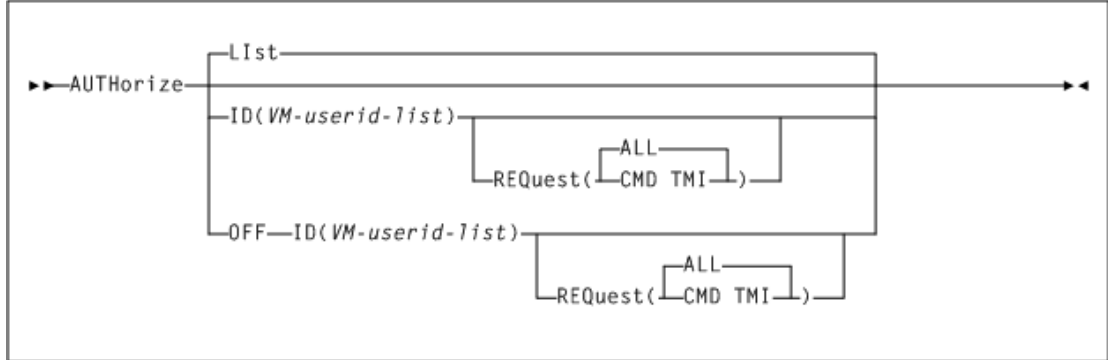 LIst
AUTHorize
ID(VM-userid-list)
ALL
REQuest( CMD TMI )
OFF ID(VM-userid-list)
ALL
REQuest( CMD TMI )